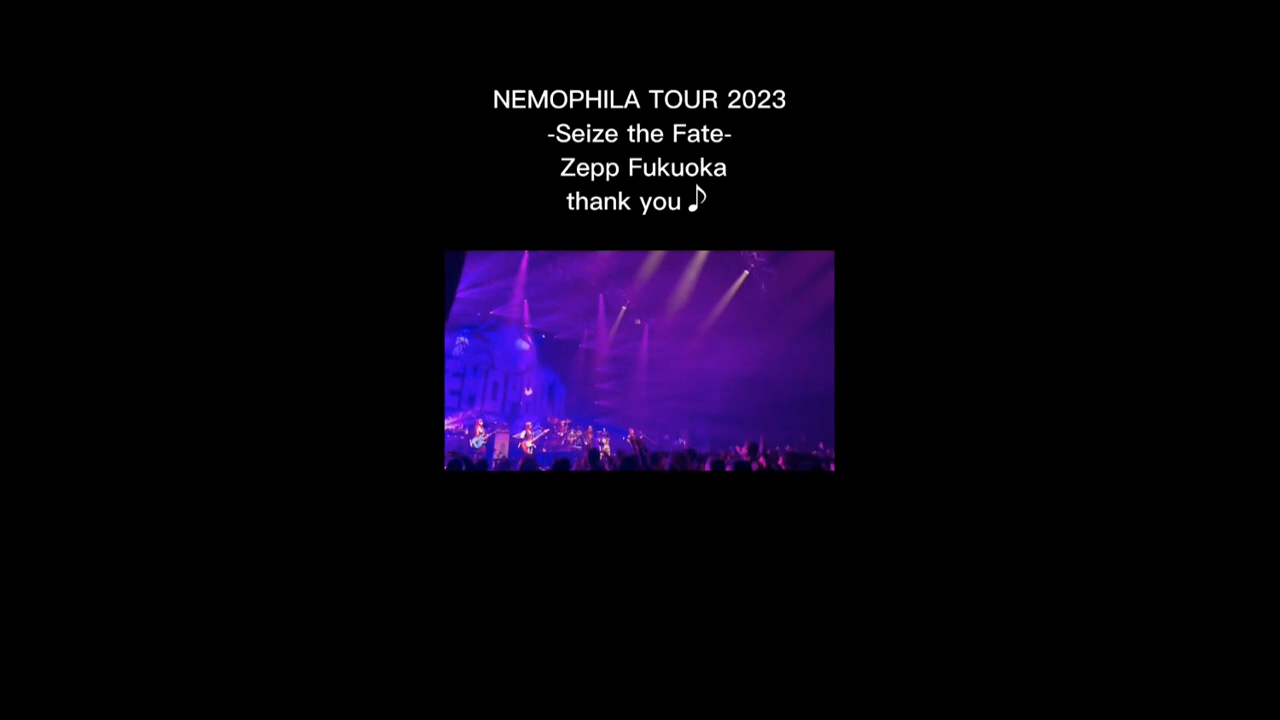 NEMOPHILA TOUR 2023
-Seize the Fate-
Zepp Fukuoka
thank you♪